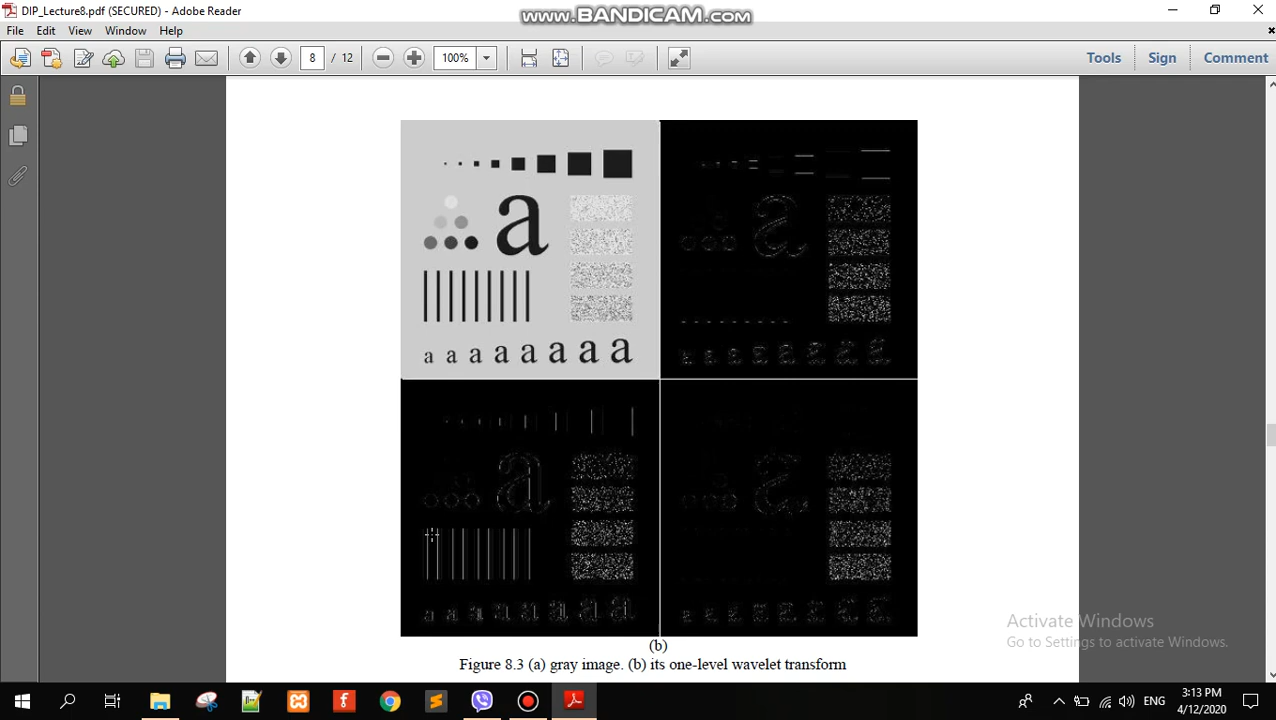 DIP_Lecture8.pdf (SECURED) - Adobe Reader
www.BANDICAM.com
File Edit View Window Help
8 / 12 100% Tools Sign Comment
a
a a a a a a a a
a
a a a a a a a a
a
a a a a a a a a
a
a a a a a a a a
(b)
Figure 8.3 (a) gray image. (b) its one-level wavelet transform
Activate Windows
Go to Settings to activate Windows.
ENG 3:13 PM
4/12/2020